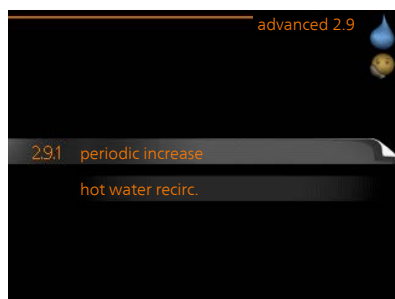 advanced 2.9
2.9.1 periodic increase
hot water recirc.